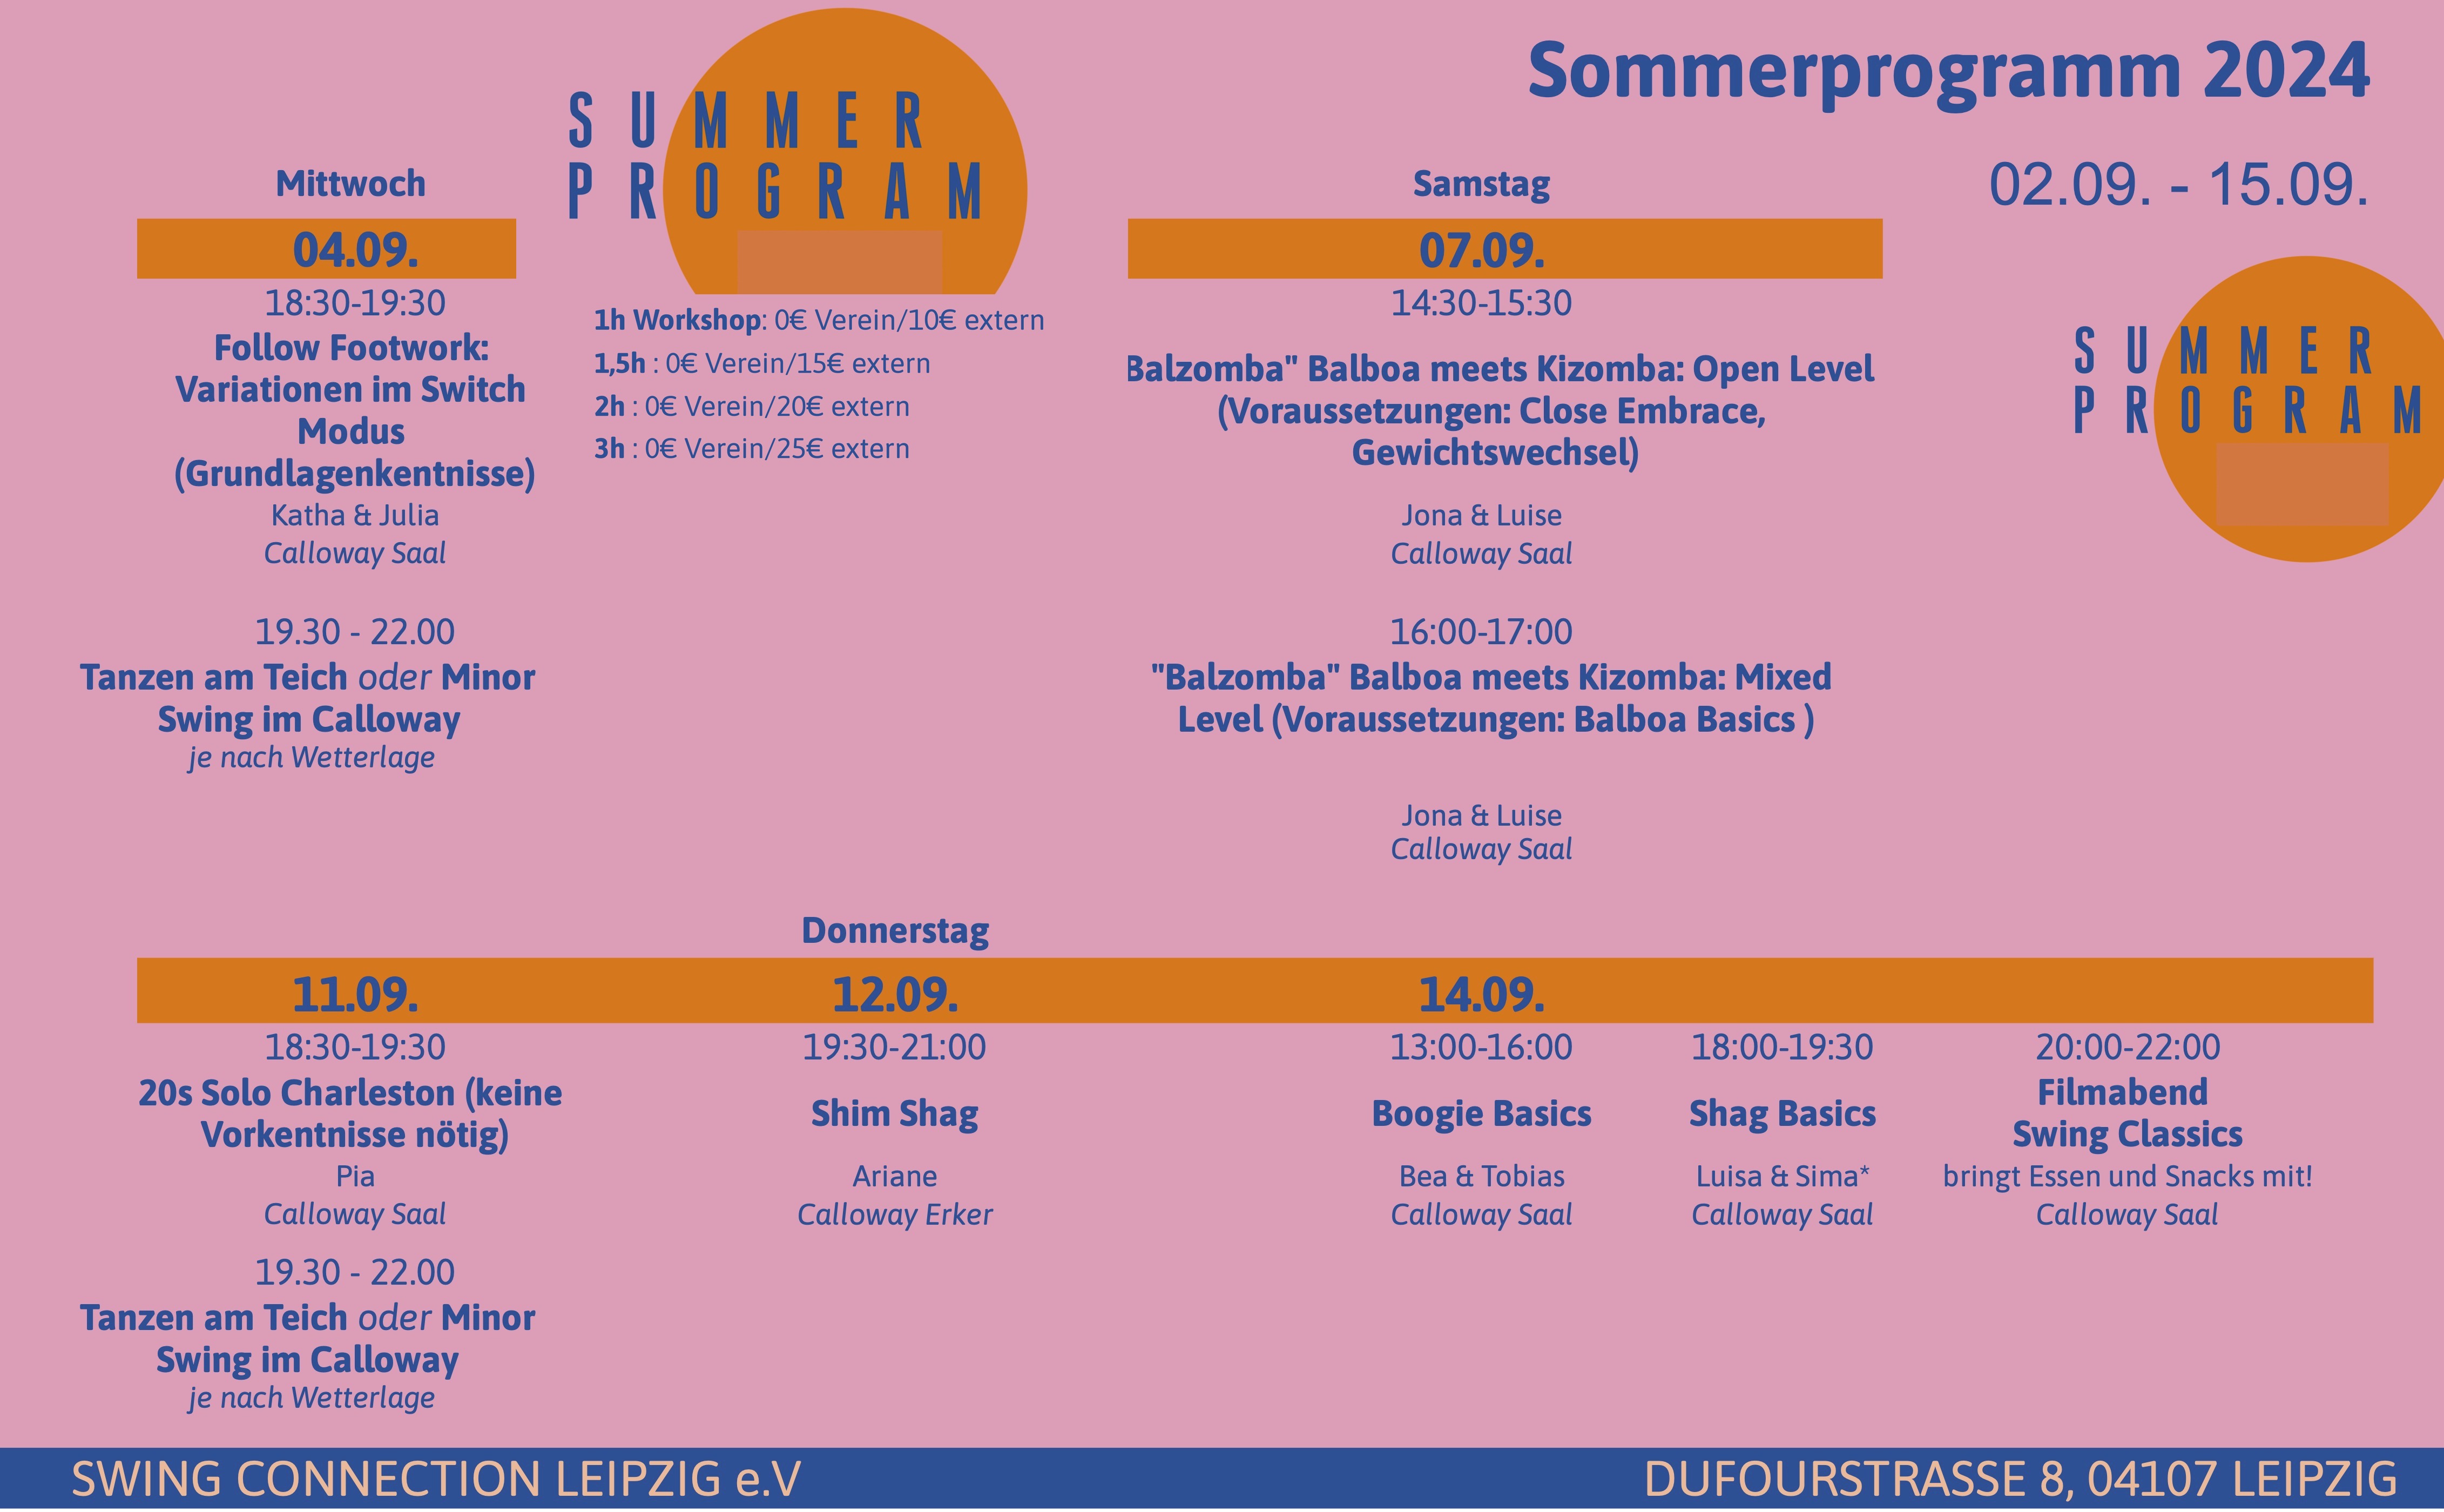 Sommerprogramm 2024
02.09. - 15.09.
SUMMER
PROGRAM
SUMMER
PROGRAM
Mittwoch
04.09.
18:30-19:30
Follow Footwork:
Variationen im Switch
Modus
(Grundlagenkentnisse)
Katha & Julia
Calloway Saal
19.30 - 22.00
Tanzen am Teich oder Minor
Swing im Calloway
je nach Wetterlage
1h Workshop: 0€ Verein/10€ extern
1,5h : 0€ Verein/15€ extern
2h : 0€ Verein/20€ extern
3h : 0€ Verein/25€ extern
Samstag
07.09.
14:30-15:30
Balzomba" Balboa meets Kizomba: Open Level
(Voraussetzungen: Close Embrace,
Gewichtswechsel)
Jona & Luise
Calloway Saal
16:00-17:00
"Balzomba" Balboa meets Kizomba: Mixed
Level (Voraussetzungen: Balboa Basics )
Jona & Luise
Calloway Saal
11.09.
18:30-19:30
20s Solo Charleston (keine
Vorkentnisse nötig)
Pia
Calloway Saal
19.30 - 22.00
Tanzen am Teich oder Minor
Swing im Calloway
je nach Wetterlage
Donnerstag
12.09.
19:30-21:00
Shim Shag
Ariane
Calloway Erker
14.09.
13:00-16:00
Boogie Basics
Bea & Tobias
Calloway Saal
18:00-19:30
Shag Basics
Luisa & Sima*
Calloway Saal
20:00-22:00
Filmabend
Swing Classics
bringt Essen und Snacks mit!
Calloway Saal
SWING CONNECTION LEIPZIG e.V
DUFOURSTRASSE 8, 04107 LEIPZIG